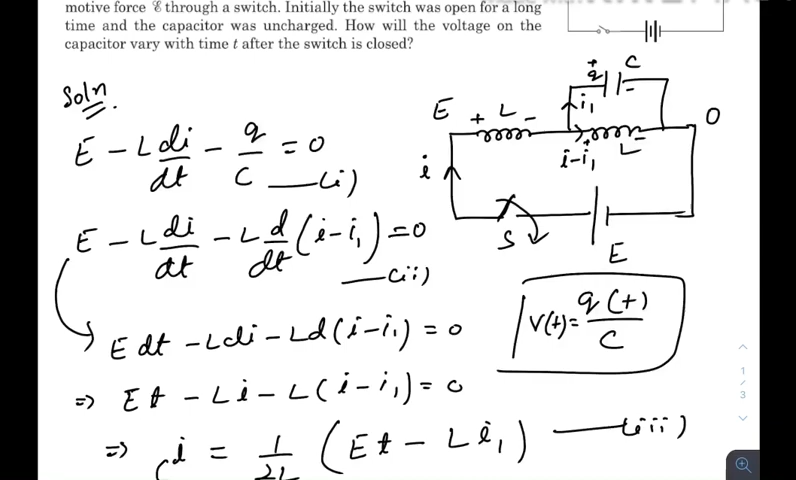 motive force ℰ through a switch. Initially the switch was open for a long
time and the capacitor was uncharged. How will the voltage on the
capacitor vary with time t after the switch is closed?
Soln.
E - L di/dt - q/C = 0 —(i)
E - L di/dt - L d/dt (i - i₁) = 0 —(ii)
E dt - L di - L d(i - i₁) = 0
⇒ Et - Li - L(i - i₁) = 0
⇒ i = 1/2L (Et - Li₁) —(iii)
+ C
q -
i₁
E + L - O
+ L -
i i-i₁
S E
V(t) = q(t)/C
1
/
3